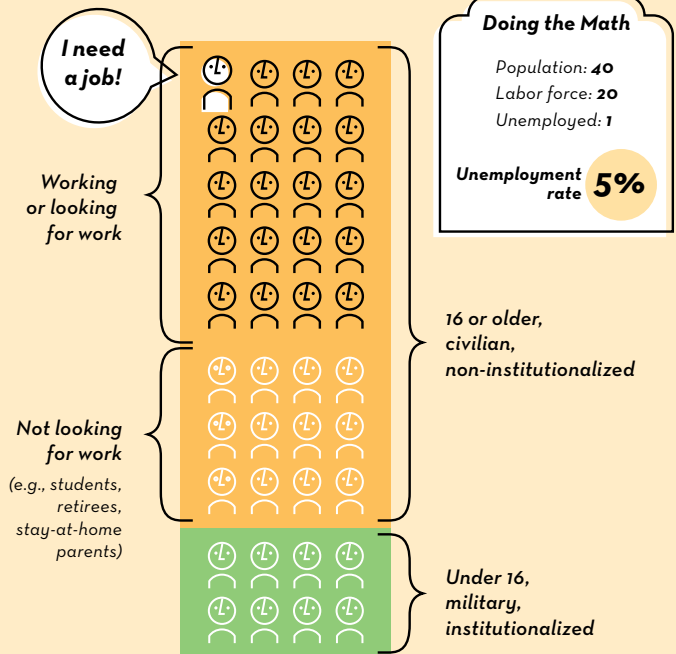 I need
a job!
Doing the Math
Population: 40
Labor force: 20
Unemployed: 1
Unemployment
rate
5%
Working
or looking
for work
16 or older,
civilian,
non-institutionalized
Not looking
for work
(e.g., students,
retirees,
stay-at-home
parents)
Under 16,
military,
institutionalized